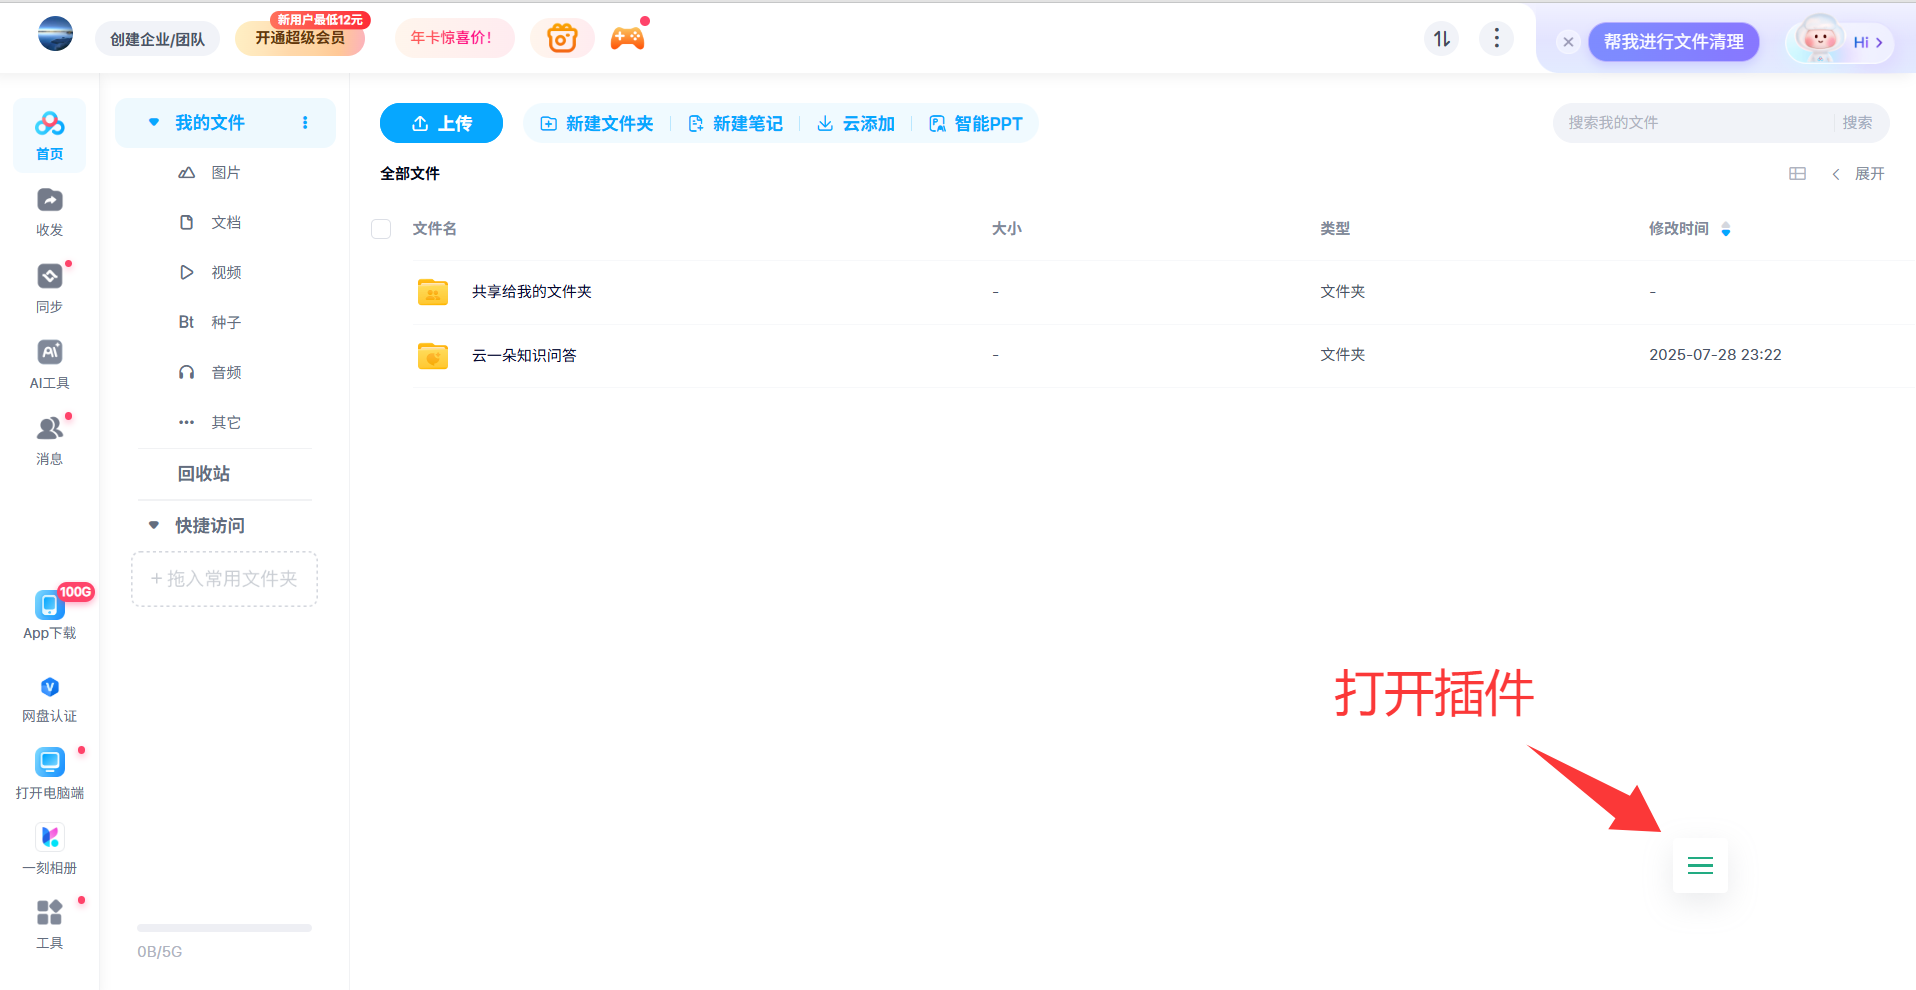 创建企业/团队
新用户最低12元
开通超级会员
年卡惊喜价!
帮我进行文件清理
Hi
首页
收发
同步
AI工具
消息
100G
App下载
网盘认证
打开电脑端
一刻相册
工具
我的文件
图片
文档
视频
Bt 种子
音频
其它
回收站
快捷访问
+ 拖入常用文件夹
0B/5G
上传
新建文件夹
新建笔记
云添加
智能PPT
搜索我的文件
搜索
全部文件
展开
文件名 大小 类型 修改时间
共享给我的文件夹 - 文件夹 -
云一朵知识问答 - 文件夹 2025-07-28 23:22
打开插件